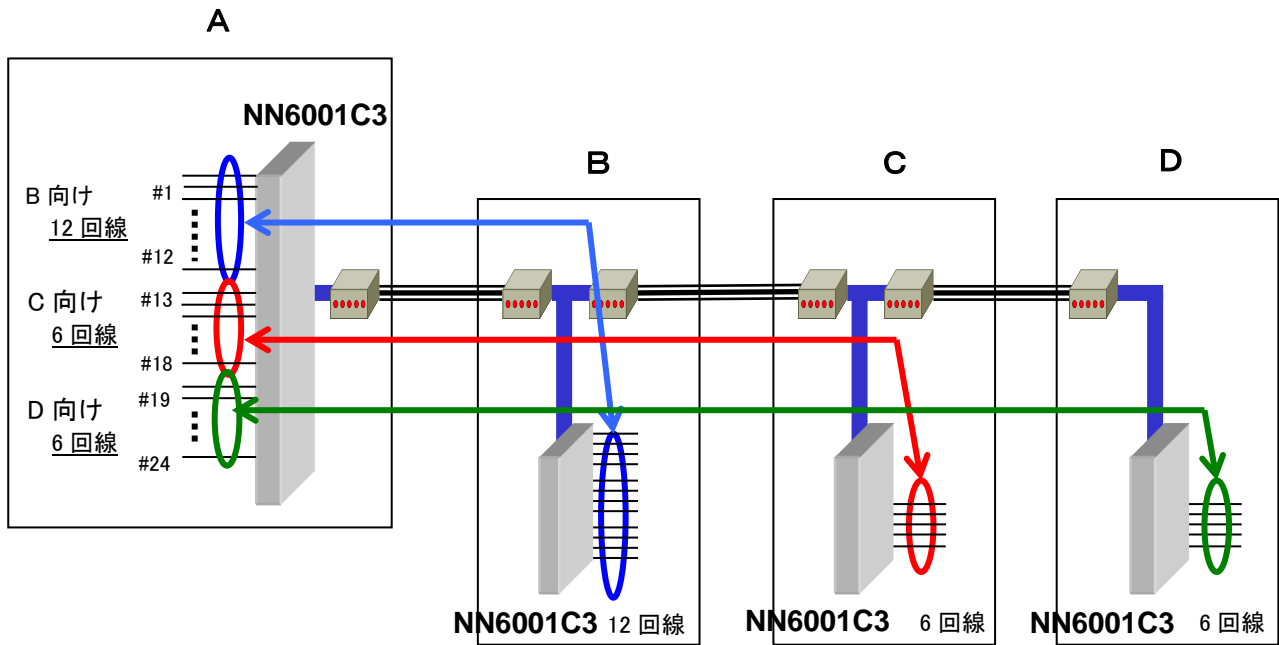 A
NN6001C3
B 向け
12 回線
#1
#12
C 向け
6 回線
#13
#18
D 向け
6 回線
#19
#24
B
NN6001C3 12 回線
C
NN6001C3 6 回線
D
NN6001C3 6 回線